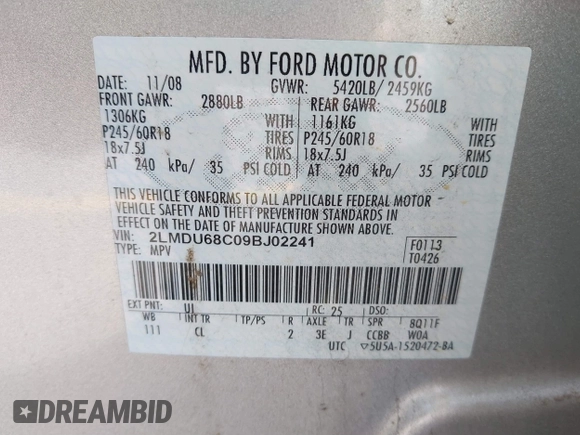 MFD. BY FORD MOTOR CO.
DATE: 11/08 GVWR: 5420LB/ 2459KG
FRONT GAWR: 2880LB REAR GAWR: 2560LB
1306KG WITH 1161KG WITH
P245/60R18 TIRES P245/60R18 TIRES
18x7.5J RIMS 18x7.5J RIMS
AT 240 kPa/ 35 PSI COLD AT 240 kPa/ 35 PSI COLD
THIS VEHICLE CONFORMS TO ALL APPLICABLE FEDERAL MOTOR
VEHICLE SAFETY AND THEFT PREVENTION STANDARDS IN
EFFECT ON THE DATE OF MANUFACTURE SHOWN ABOVE.
VIN: 2LMDU68C09BJ02241 F0113
TYPE: MPV T0426
EXT PNT: UJ RC: 25 DSO:
WB INT TR TP/PS R AXLE TR SPR 8Q11F
111 CL 2 3E J CCBB W0A
UTC ▽5U5A-1520472-BA
DREAMBID